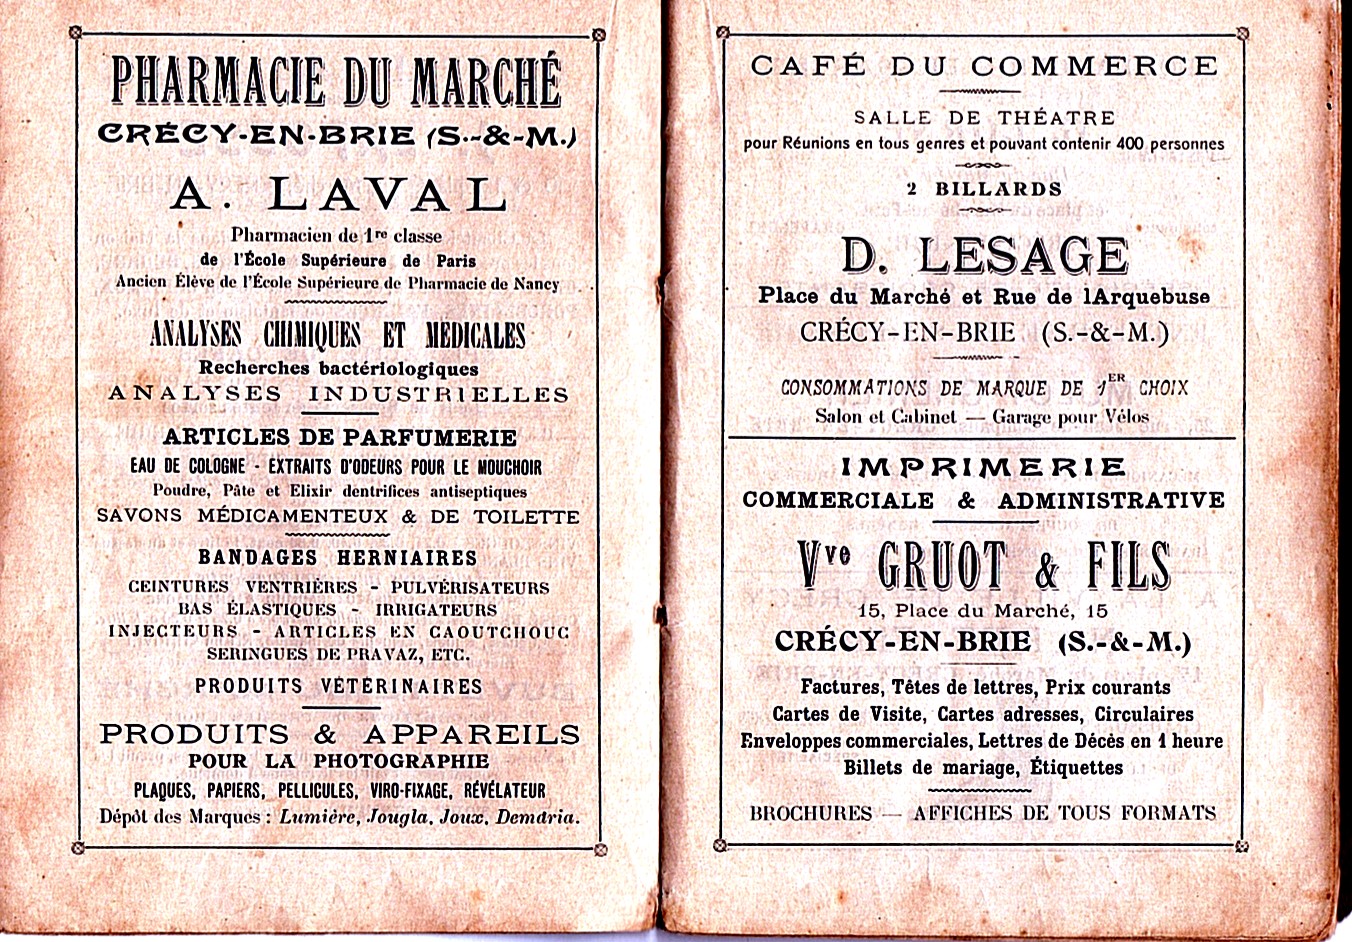 PHARMACIE DU MARCHÉ
CRÉCY-EN-BRIE (S.-&-M.)
A. LAVAL
Pharmacien de 1re classe
de l'École Supérieure de Paris
Ancien Élève de l'École Supérieure de Pharmacie de Nancy
ANALYSES CHIMIQUES ET MEDICALES
Recherches bactériologiques
ANALYSES INDUSTRIELLES
ARTICLES DE PARFUMERIE
EAU DE COLOGNE - EXTRAITS D'ODEURS POUR LE MOUCHOIR
Poudre, Pâte et Elixir dentrifices antiseptiques
SAVONS MÉDICAMENTEUX & DE TOILETTE
BANDAGES HERNIAIRES
CEINTURES VENTRIÈRES - PULVÉRISATEURS
BAS ÉLASTIQUES - IRRIGATEURS
INJECTEURS - ARTICLES EN CAOUTCHOUC
SERINGUES DE PRAVAZ, ETC.
PRODUITS VÉTÉRINAIRES
PRODUITS & APPAREILS
POUR LA PHOTOGRAPHIE
PLAQUES, PAPIERS, PELLICULES, VIRO-FIXAGE, RÉVÉLATEUR
Dépôt des Marques : Lumière, Jougla, Joux, Demaria.
CAFÉ DU COMMERCE
SALLE DE THÉATRE
pour Réunions en tous genres et pouvant contenir 400 personnes
2 BILLARDS
D. LESAGE
Place du Marché et Rue de lArquebuse
CRÉCY-EN-BRIE (S.-&-M.)
CONSOMMATIONS DE MARQUE DE 1ER CHOIX
Salon et Cabinet — Garage pour Vélos
IMPRIMERIE
COMMERCIALE & ADMINISTRATIVE
Vve GRUOT & FILS
15, Place du Marché, 15
CRÉCY-EN-BRIE (S.-&-M.)
Factures, Têtes de lettres, Prix courants
Cartes de Visite, Cartes adresses, Circulaires
Enveloppes commerciales, Lettres de Décès en 1 heure
Billets de mariage, Étiquettes
BROCHURES — AFFICHES DE TOUS FORMATS